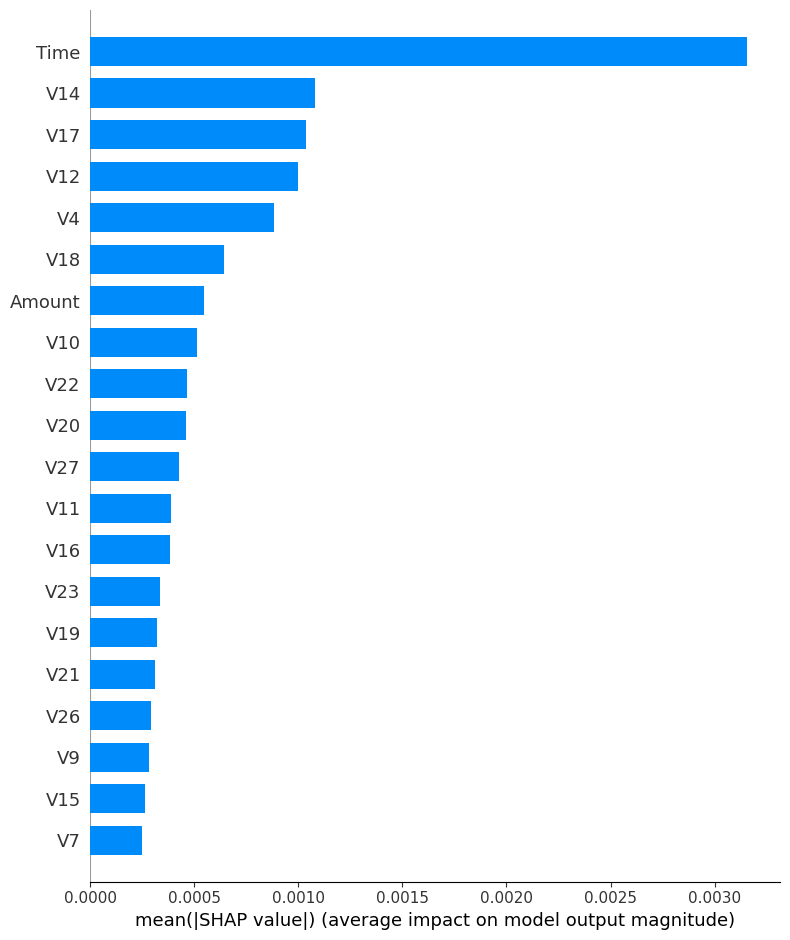 Time
V14
V17
V12
V4
V18
Amount
V10
V22
V20
V27
V11
V16
V23
V19
V21
V26
V9
V15
V7
0.0000 0.0005 0.0010 0.0015 0.0020 0.0025 0.0030
mean(|SHAP value|) (average impact on model output magnitude)